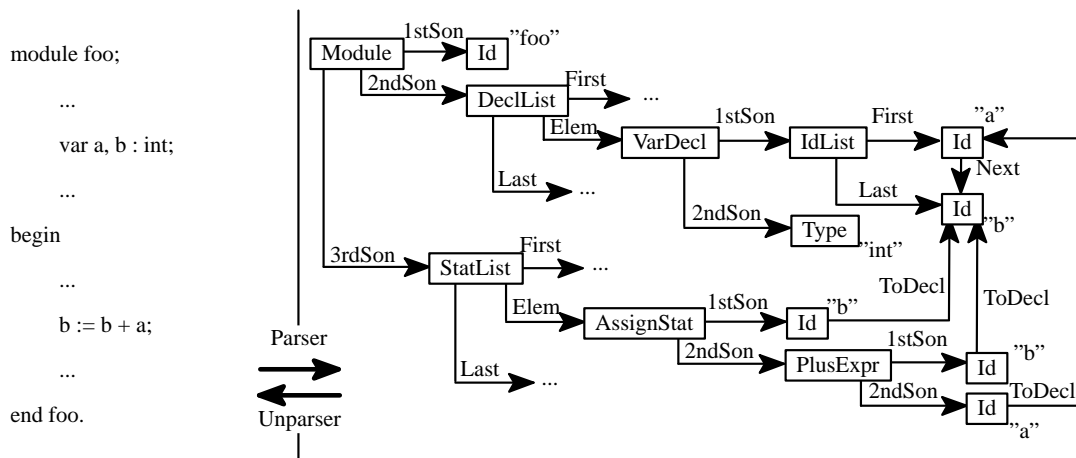 module foo;
...
var a, b : int;
...
begin
...
b := b + a;
...
end foo.
Parser
Unparser
Module
1stSon
Id
”foo”
2ndSon
DeclList
First
...
Elem
VarDecl
1stSon
IdList
First
Id
”a”
Next
Last
...
Last
Id
”b”
2ndSon
Type
”int”
3rdSon
StatList
First
...
Elem
AssignStat
1stSon
Id
”b”
ToDecl
ToDecl
Last
...
2ndSon
PlusExpr
1stSon
Id
”b”
2ndSon
Id
”a”
ToDecl